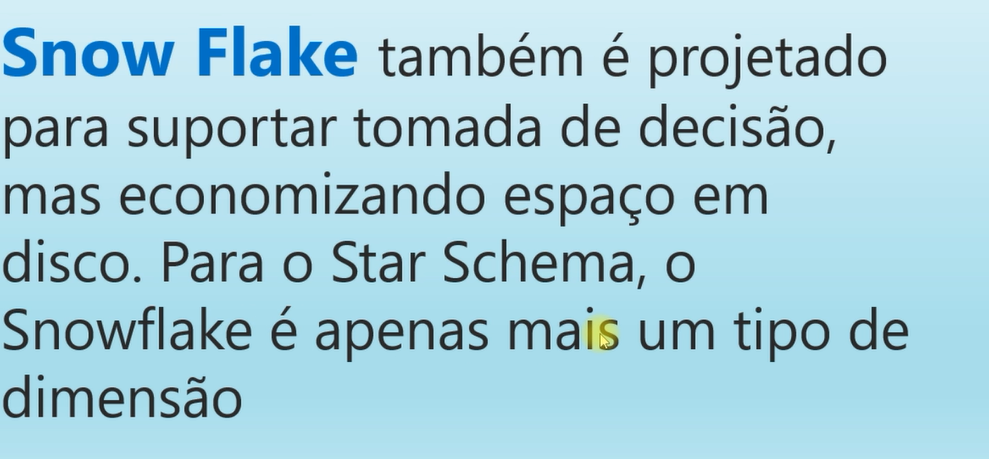 Snow Flake também é projetado
para suportar tomada de decisão,
mas economizando espaço em
disco. Para o Star Schema, o
Snowflake é apenas mais um tipo de
dimensão